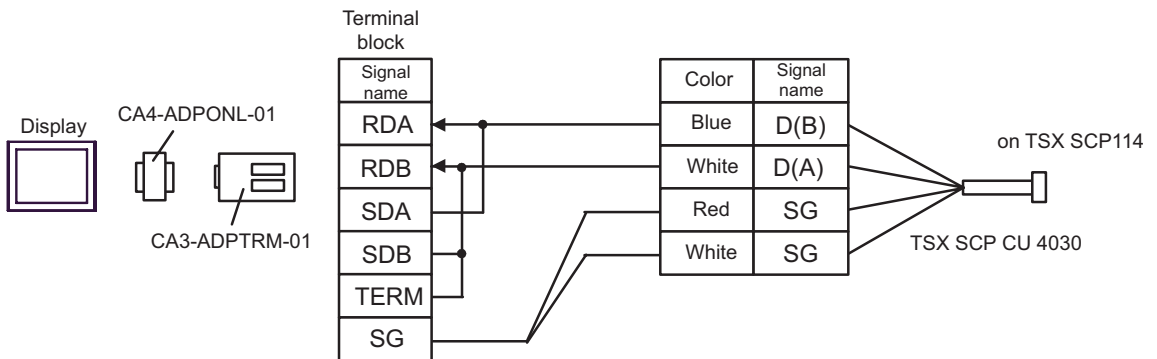 Terminal
block
Signal
name
RDA
RDB
SDA
SDB
TERM
SG
Display
CA4-ADPONL-01
CA3-ADPTRM-01
Color
Signal
name
Blue
D(B)
White
D(A)
Red
SG
White
SG
on TSX SCP114
TSX SCP CU 4030